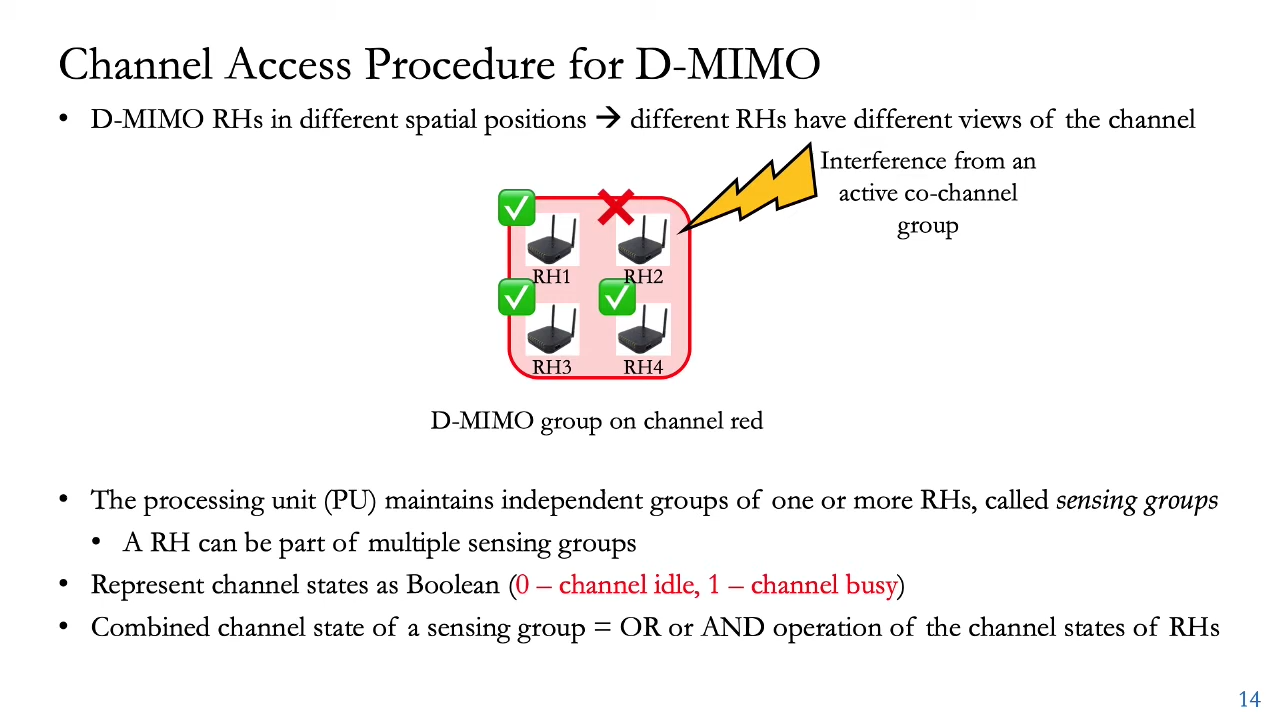 Channel Access Procedure for D-MIMO
• D-MIMO RHs in different spatial positions → different RHs have different views of the channel
Interference from an
active co-channel
group
RH1
RH2
RH3
RH4
D-MIMO group on channel red
• The processing unit (PU) maintains independent groups of one or more RHs, called sensing groups
• A RH can be part of multiple sensing groups
• Represent channel states as Boolean (0 – channel idle, 1 – channel busy)
• Combined channel state of a sensing group = OR or AND operation of the channel states of RHs
14